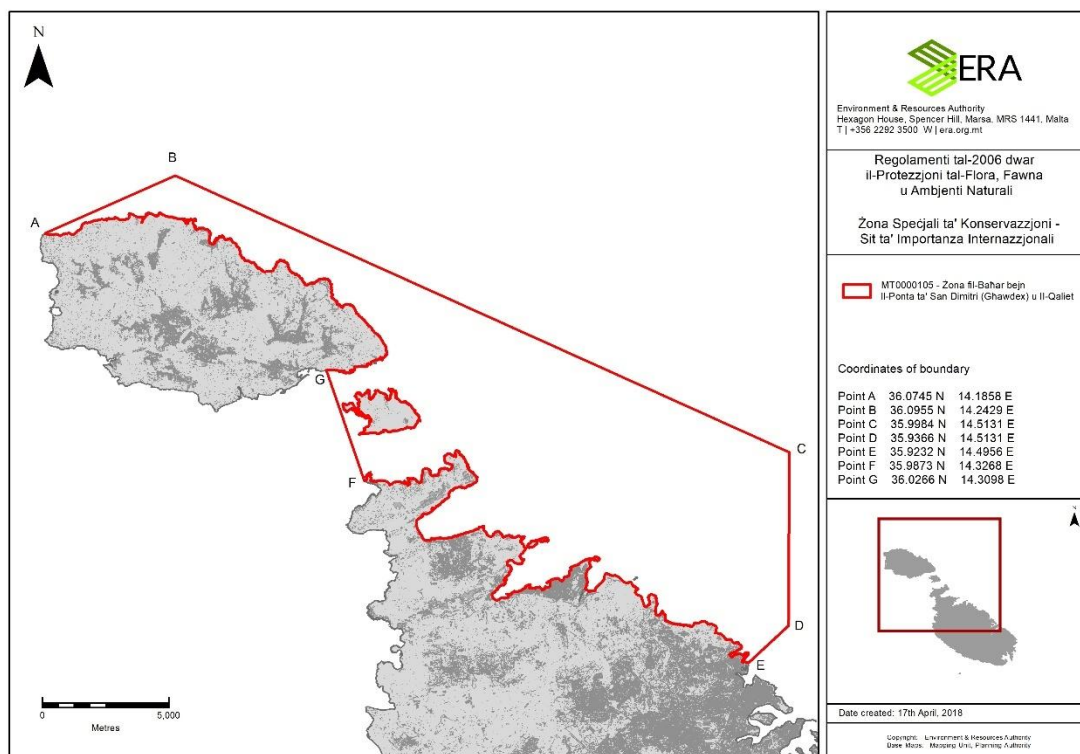 N
A
B
C
D
E
F
G
0 5,000
Metres
ERA
Environment & Resources Authority
Hexagon House, Spencer Hill, Marsa, MRS 1441, Malta
T | +356 2292 3500 W | era.org.mt
Regolamenti tal-2006 dwar
il-Protezzjoni tal-Flora, Fawna
u Ambjenti Naturali
Żona Speċjali ta' Konservazzjoni -
Sit ta' Importanza Internazzjonali
MT0000105 - Żona fil-Bahar bejn
Il-Ponta ta' San Dimitri (Ghawdex) u Il-Qaliet
Coordinates of boundary
Point A 36.0745 N 14.1858 E
Point B 36.0955 N 14.2429 E
Point C 35.9984 N 14.5131 E
Point D 35.9366 N 14.5131 E
Point E 35.9232 N 14.4956 E
Point F 35.9873 N 14.3268 E
Point G 36.0266 N 14.3098 E
N
Date created: 17th April, 2018
Copyright: Environment & Resources Authority
Base Maps: Mapping Unit, Planning Authority